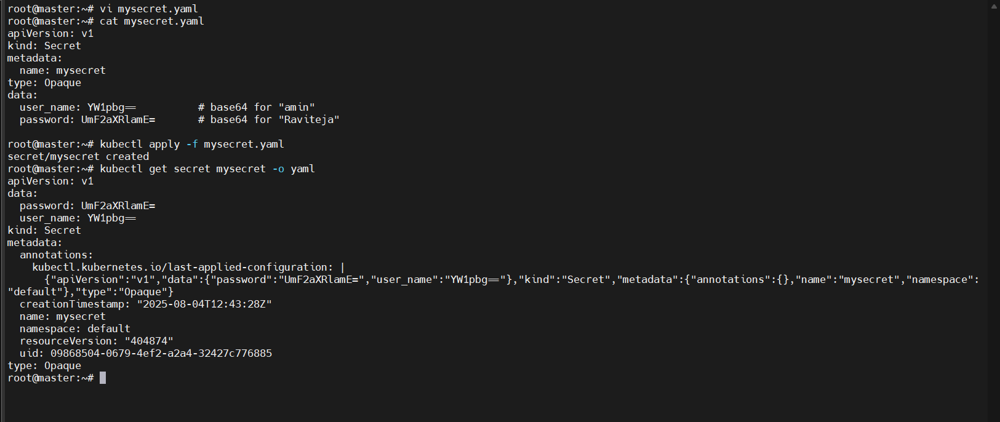 root@master:~# vi mysecret.yaml
root@master:~# cat mysecret.yaml
apiVersion: v1
kind: Secret
metadata:
  name: mysecret
type: Opaque
data:
  user_name: YW1pbg==          # base64 for "amin"
  password: UmF2aXRlamE=       # base64 for "Raviteja"

root@master:~# kubectl apply -f mysecret.yaml
secret/mysecret created
root@master:~# kubectl get secret mysecret -o yaml
apiVersion: v1
data:
  password: UmF2aXRlamE=
  user_name: YW1pbg==
kind: Secret
metadata:
  annotations:
    kubectl.kubernetes.io/last-applied-configuration: |
      {"apiVersion":"v1","data":{"password":"UmF2aXRlamE=","user_name":"YW1pbg=="},"kind":"Secret","metadata":{"annotations":{},"name":"mysecret","namespace":
"default"},"type":"Opaque"}
  creationTimestamp: "2025-08-04T12:43:28Z"
  name: mysecret
  namespace: default
  resourceVersion: "404874"
  uid: 09868504-0679-4ef2-a2a4-32427c776885
type: Opaque
root@master:~#